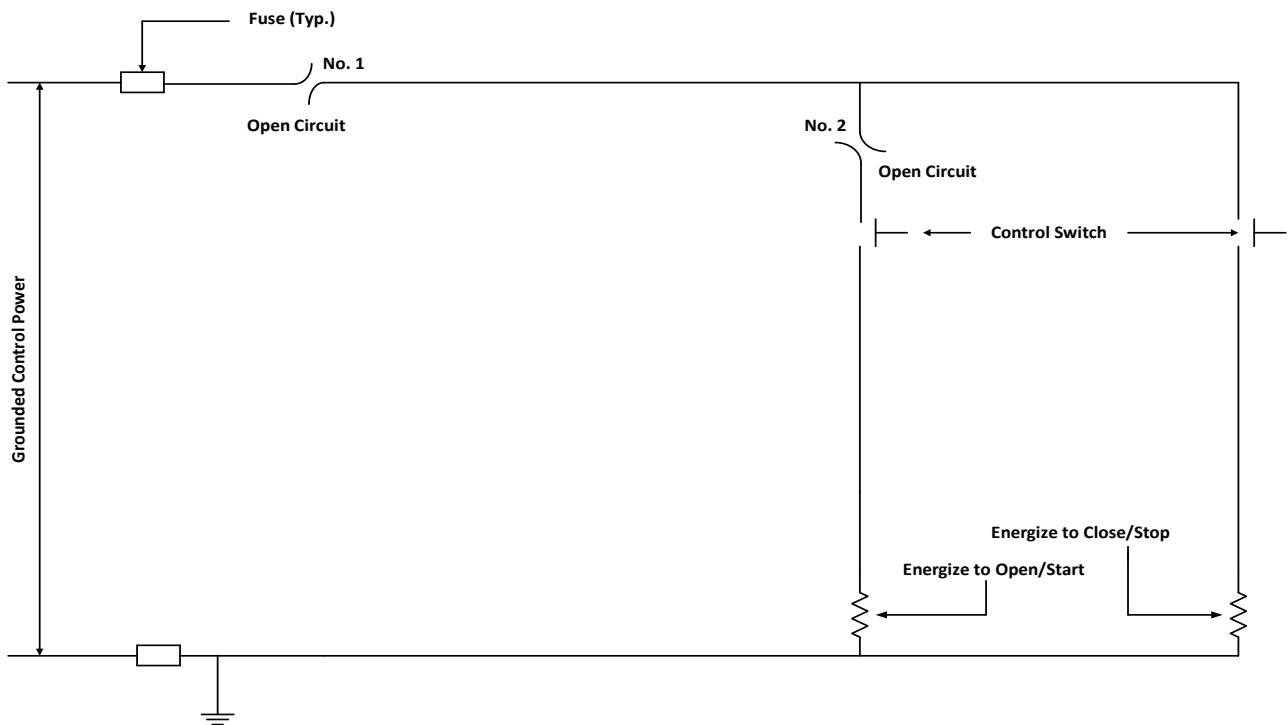 Fuse (Typ.)
No. 1
Open Circuit
No. 2
Open Circuit
Control Switch
Grounded Control Power
Energize to Close/Stop
Energize to Open/Start